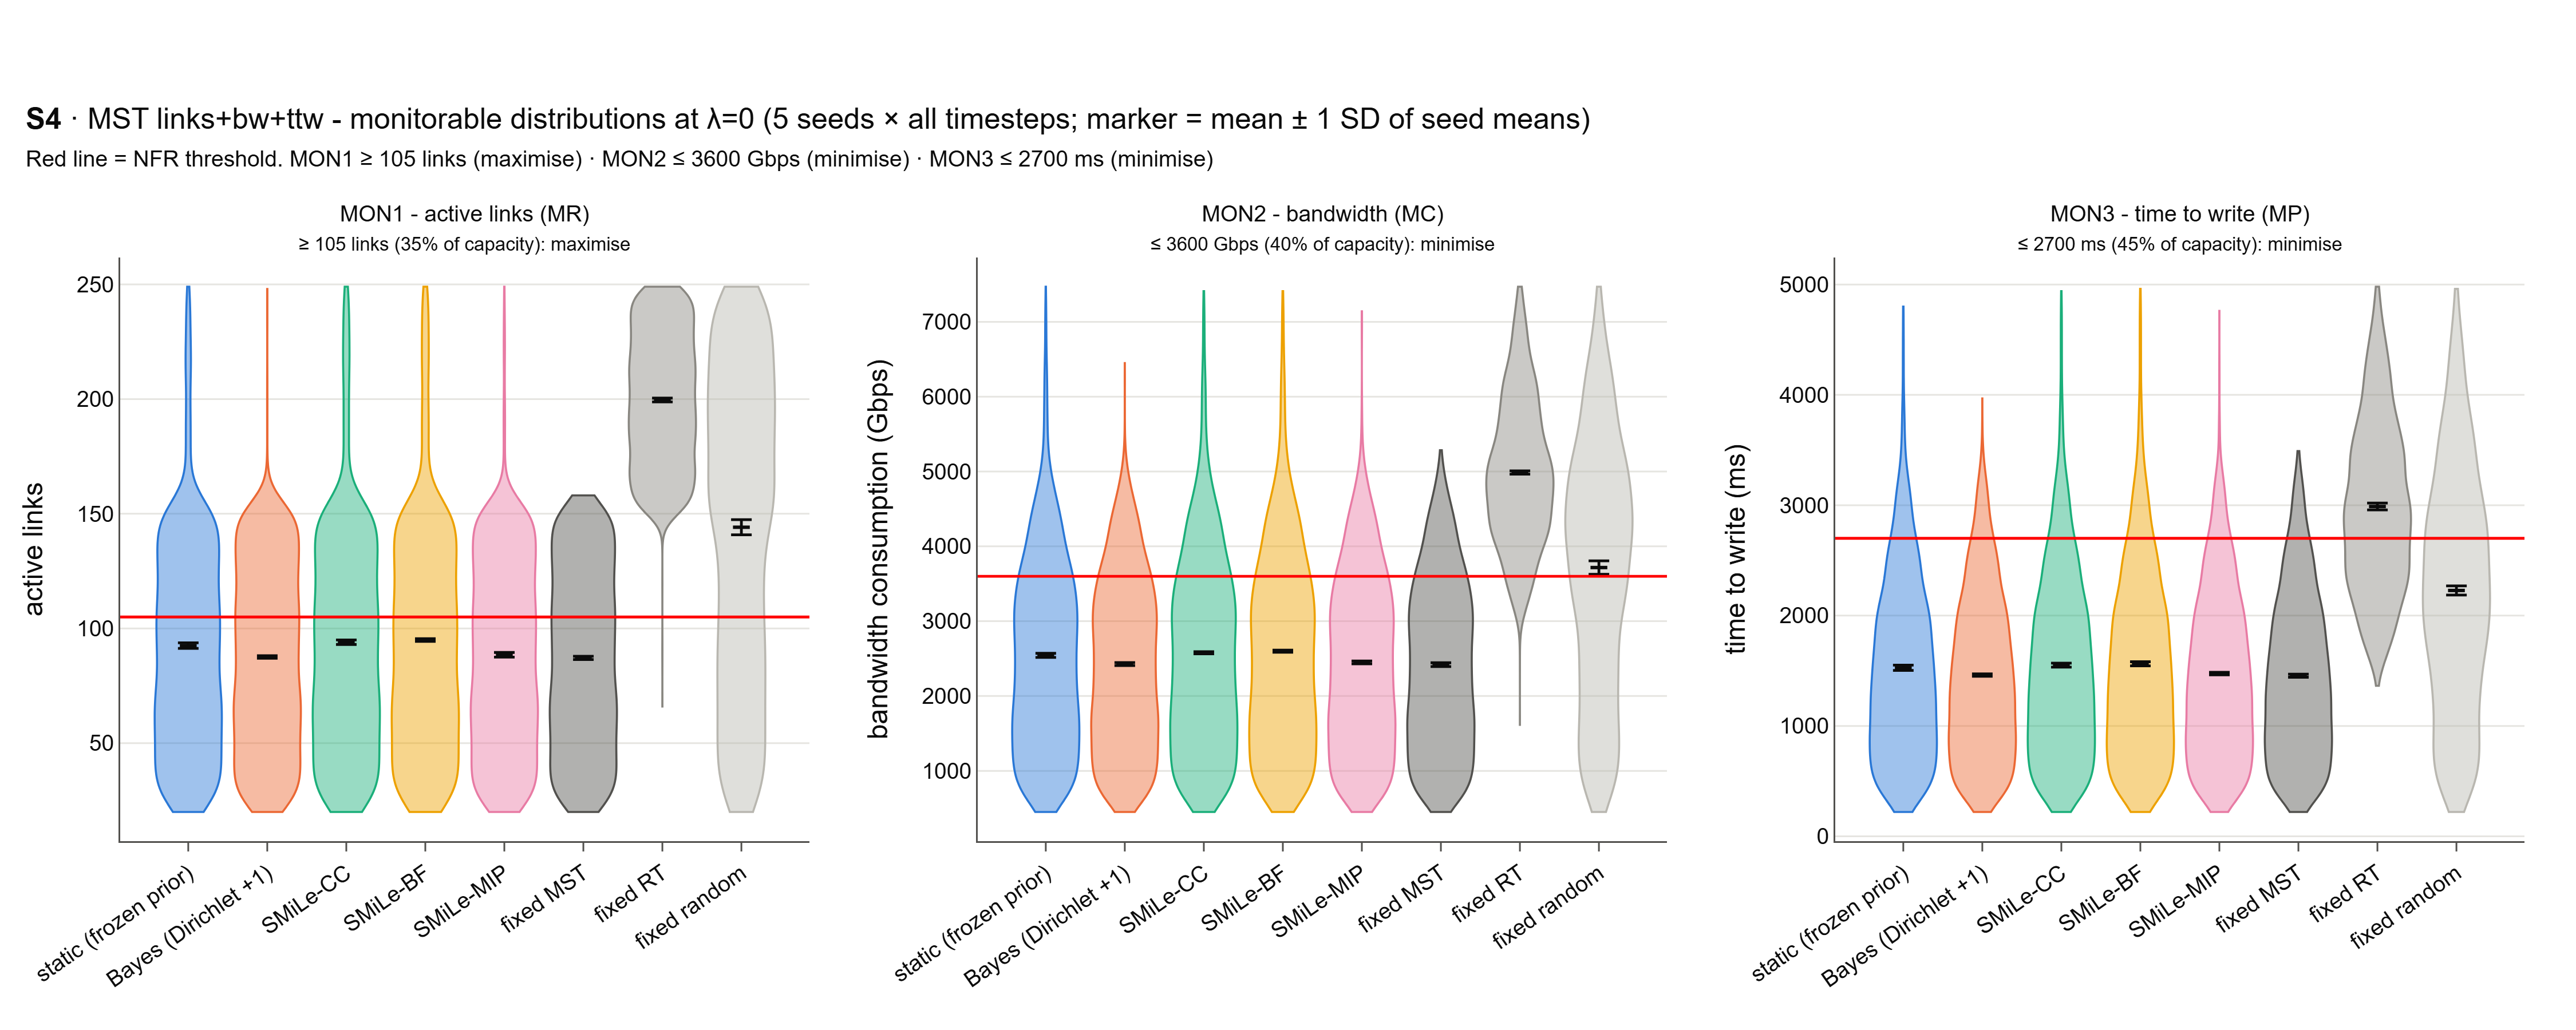 S4 · MST links+bw+ttw - monitorable distributions at λ=0 (5 seeds × all timesteps; marker = mean ± 1 SD of seed means)
Red line = NFR threshold. MON1 ≥ 105 links (maximise) · MON2 ≤ 3600 Gbps (minimise) · MON3 ≤ 2700 ms (minimise)
MON1 - active links (MR)
≥ 105 links (35% of capacity): maximise
active links
250
200
150
100
50
static (frozen prior)
Bayes (Dirichlet +1)
SMiLe-CC
SMiLe-BF
SMiLe-MIP
fixed MST
fixed RT
fixed random
MON2 - bandwidth (MC)
≤ 3600 Gbps (40% of capacity): minimise
bandwidth consumption (Gbps)
7000
6000
5000
4000
3000
2000
1000
static (frozen prior)
Bayes (Dirichlet +1)
SMiLe-CC
SMiLe-BF
SMiLe-MIP
fixed MST
fixed RT
fixed random
MON3 - time to write (MP)
≤ 2700 ms (45% of capacity): minimise
time to write (ms)
5000
4000
3000
2000
1000
0
static (frozen prior)
Bayes (Dirichlet +1)
SMiLe-CC
SMiLe-BF
SMiLe-MIP
fixed MST
fixed RT
fixed random